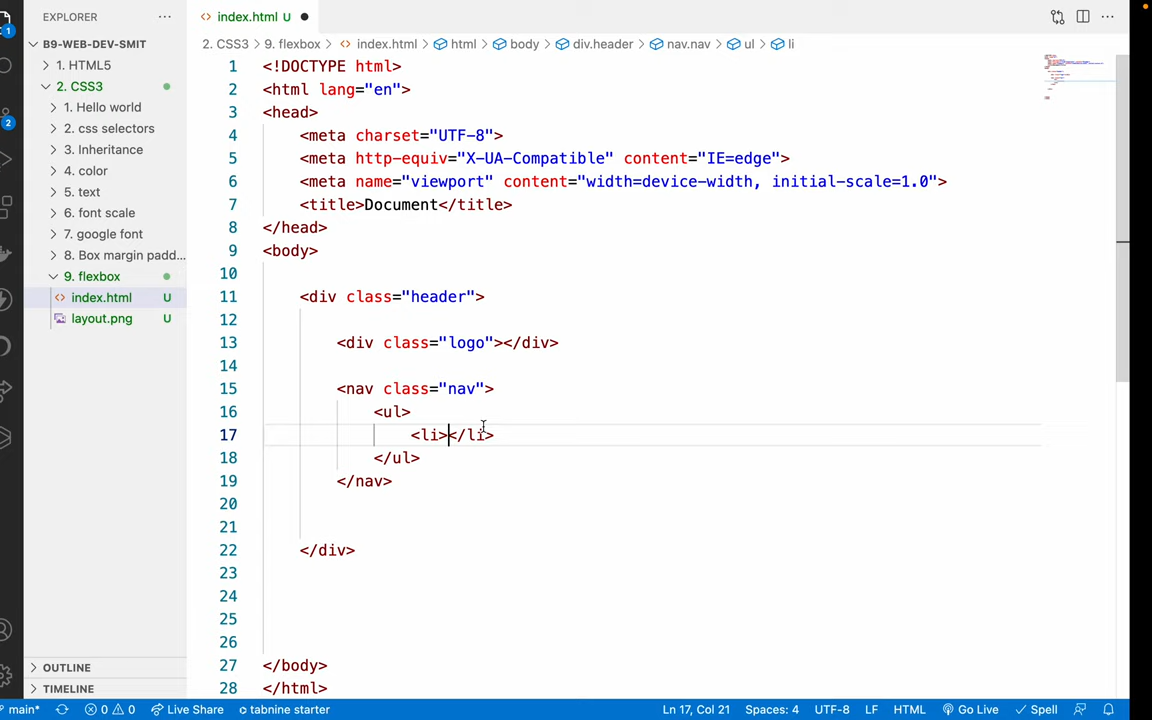 EXPLORER
index.html U
B9-WEB-DEV-SMIT
1. HTML5
2. CSS3
1. Hello world
2. css selectors
3. Inheritance
4. color
5. text
6. font scale
7. google font
8. Box margin padd...
9. flexbox
index.html U
layout.png U
OUTLINE
TIMELINE
1
2
2. CSS3 > 9. flexbox > index.html > html > body > div.header > nav.nav > ul > li
1 <!DOCTYPE html>
2 <html lang="en">
3 <head>
4 <meta charset="UTF-8">
5 <meta http-equiv="X-UA-Compatible" content="IE=edge">
6 <meta name="viewport" content="width=device-width, initial-scale=1.0">
7 <title>Document</title>
8 </head>
9 <body>
10
11 <div class="header">
12
13 <div class="logo"></div>
14
15 <nav class="nav">
16 <ul>
17 <li></li>
18 </ul>
19 </nav>
20
21
22 </div>
23
24
25
26
27 </body>
28 </html>
main* 0 0 Live Share tabnine starter Ln 17, Col 21 Spaces: 4 UTF-8 LF HTML Go Live Spell